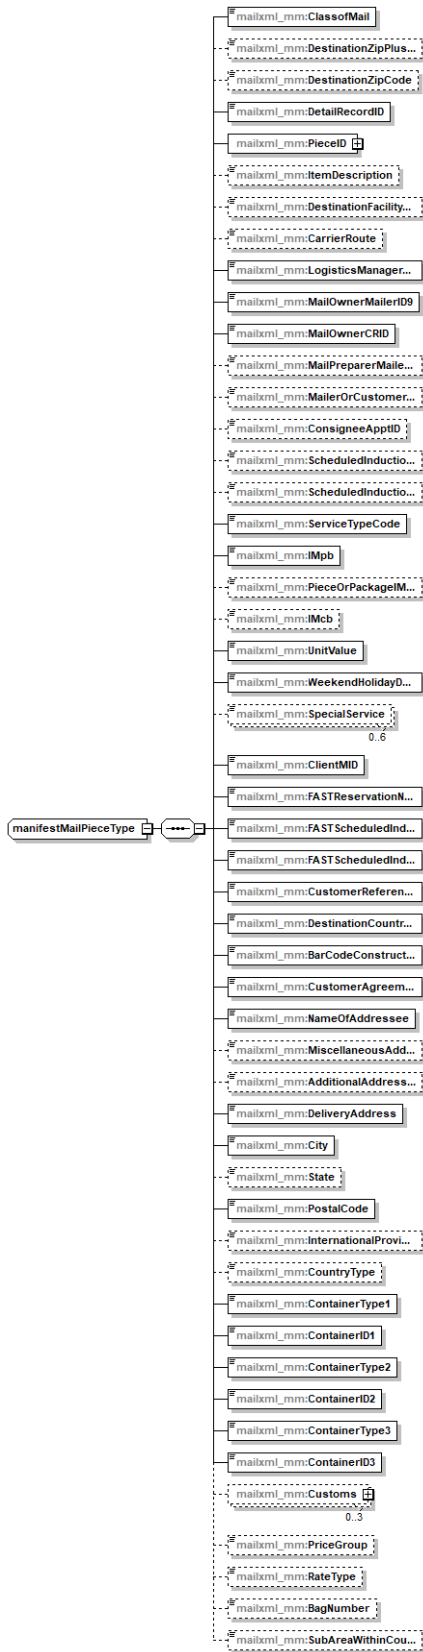 mailxml_mm:ClassofMail
mailxml_mm:DestinationZipPlus...
mailxml_mm:DestinationZipCode
mailxml_mm:DetailRecordID
mailxml_mm:PieceID
mailxml_mm:ItemDescription
mailxml_mm:DestinationFacility...
mailxml_mm:CarrierRoute
mailxml_mm:LogisticsManager...
mailxml_mm:MailOwnerMailerID9
mailxml_mm:MailOwnerCRID
mailxml_mm:MailPreparerMaile...
mailxml_mm:MailerOrCustomer...
mailxml_mm:ConsigneeApptID
mailxml_mm:ScheduledInductio...
mailxml_mm:ScheduledInductio...
mailxml_mm:ServiceTypeCode
mailxml_mm:IMpb
mailxml_mm:PieceOrPackageIM...
mailxml_mm:IMcb
mailxml_mm:UnitValue
mailxml_mm:WeekendHolidayD...
mailxml_mm:SpecialService
0..6
mailxml_mm:ClientMID
mailxml_mm:FASTReservationN...
manifestMailPieceType
mailxml_mm:FASTScheduledInd...
mailxml_mm:FASTScheduledInd...
mailxml_mm:CustomerReferen...
mailxml_mm:DestinationCountr...
mailxml_mm:BarCodeConstruct...
mailxml_mm:CustomerAgreem...
mailxml_mm:NameOfAddressee
mailxml_mm:MiscellaneousAdd...
mailxml_mm:AdditionalAddress...
mailxml_mm:DeliveryAddress
mailxml_mm:City
mailxml_mm:State
mailxml_mm:PostalCode
mailxml_mm:InternationalProvi...
mailxml_mm:CountryType
mailxml_mm:ContainerType1
mailxml_mm:ContainerID1
mailxml_mm:ContainerType2
mailxml_mm:ContainerID2
mailxml_mm:ContainerType3
mailxml_mm:ContainerID3
mailxml_mm:Customs
0..3
mailxml_mm:PriceGroup
mailxml_mm:RateType
mailxml_mm:BagNumber
mailxml_mm:SubAreaWithinCou...